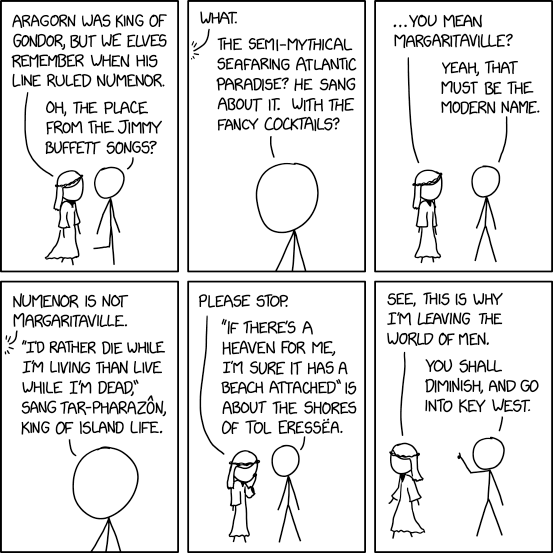 ARAGORN WAS KING OF
GONDOR, BUT WE ELVES
REMEMBER WHEN HIS
LINE RULED NUMENOR.
OH, THE PLACE
FROM THE JIMMY
BUFFETT SONGS?
WHAT.
THE SEMI-MYTHICAL
SEAFARING ATLANTIC
PARADISE? HE SANG
ABOUT IT. WITH THE
FANCY COCKTAILS?
...YOU MEAN
MARGARITAVILLE?
YEAH, THAT
MUST BE THE
MODERN NAME.
NUMENOR IS NOT
MARGARITAVILLE.
"I'D RATHER DIE WHILE
I'M LIVING THAN LIVE
WHILE I'M DEAD,"
SANG TAR-PHARAZÔN,
KING OF ISLAND LIFE.
PLEASE STOP.
"IF THERE'S A
HEAVEN FOR ME,
I'M SURE IT HAS A
BEACH ATTACHED" IS
ABOUT THE SHORES
OF TOL ERESSËA.
SEE, THIS IS WHY
I'M LEAVING THE
WORLD OF MEN.
YOU SHALL
DIMINISH, AND GO
INTO KEY WEST.